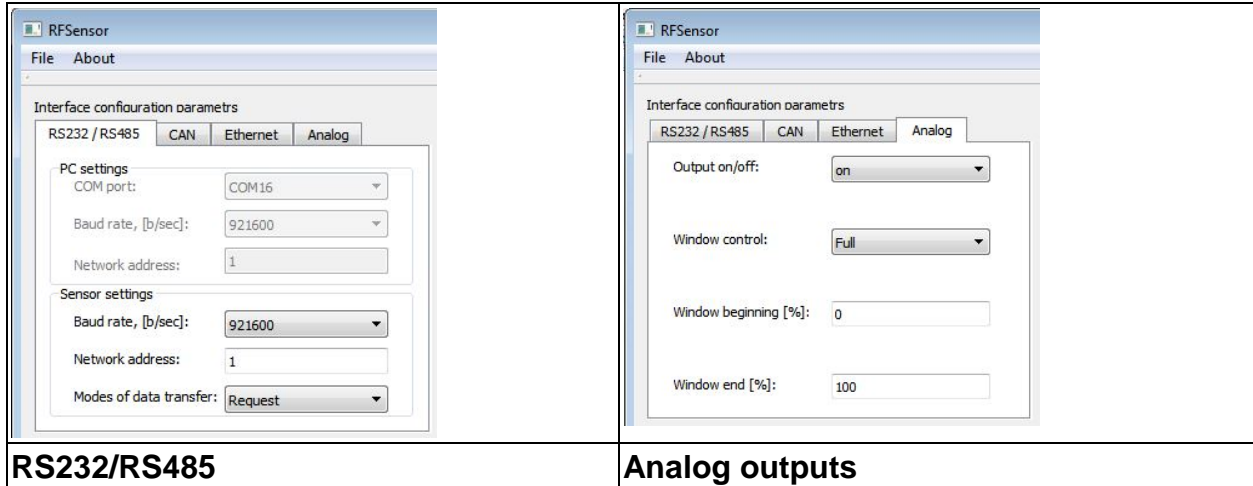 RFSensor
File About
Interface configuration parametrs
RS232 / RS485 CAN Ethernet Analog
PC settings
COM port: COM16
Baud rate, [b/sec]: 921600
Network address: 1
Sensor settings
Baud rate, [b/sec]: 921600
Network address: 1
Modes of data transfer: Request
RS232/RS485
RFSensor
File About
Interface configuration parametrs
RS232 / RS485 CAN Ethernet Analog
Output on/off: on
Window control: Full
Window beginning [%]: 0
Window end [%]: 100
Analog outputs